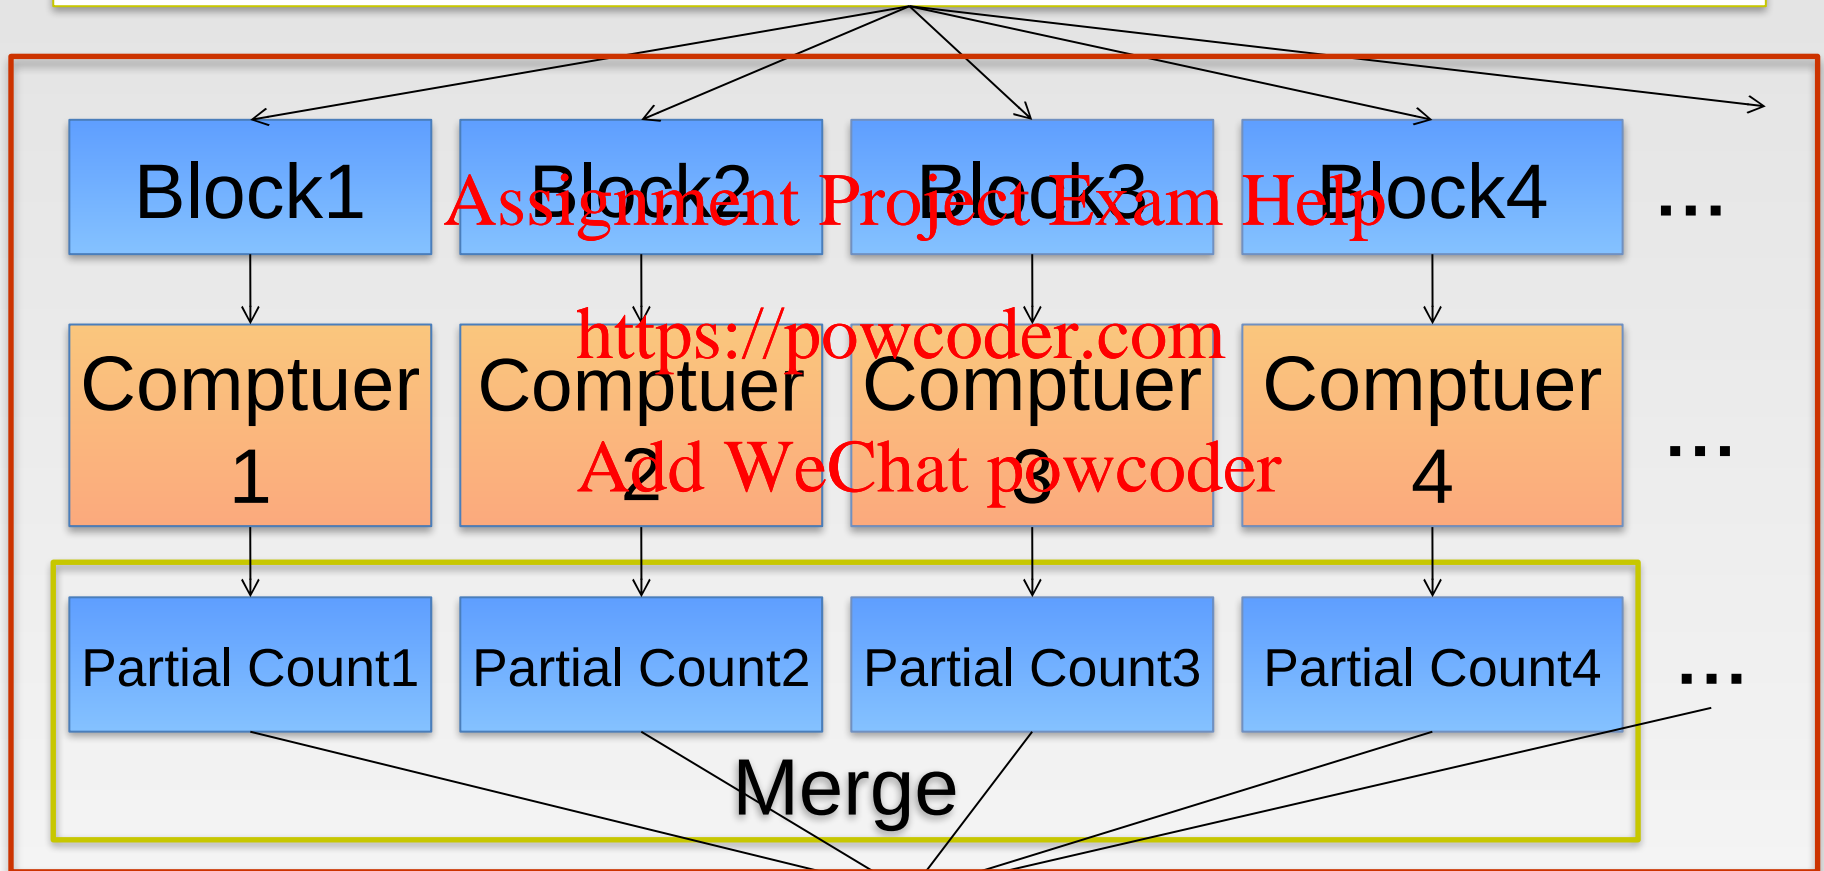 Block1 Block2 Block3 Block4 ...
Assignment Project Exam Help
https://powcoder.com
Comptuer 1 Comptuer 2 Comptuer 3 Comptuer 4 ...
Add WeChat powcoder
Partial Count1 Partial Count2 Partial Count3 Partial Count4 ...
Merge